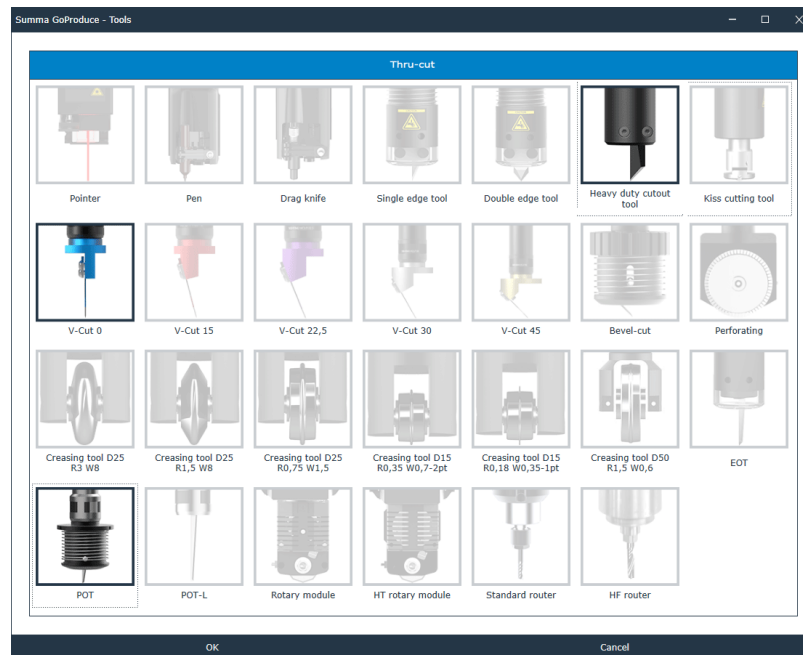 Summa GoProduce - Tools
Thru-cut
Pointer
Pen
Drag knife
Single edge tool
Double edge tool
Heavy duty cutout
tool
Kiss cutting tool
V-Cut 0
V-Cut 15
V-Cut 22,5
V-Cut 30
V-Cut 45
Bevel-cut
Perforating
Creasing tool D25
R3 W8
Creasing tool D25
R1,5 W8
Creasing tool D25
R0,75 W1,5
Creasing tool D15
R0,35 W0,7-2pt
Creasing tool D15
R0,18 W0,35-1pt
Creasing tool D50
R1,5 W0,6
EOT
POT
POT-L
Rotary module
HT rotary module
Standard router
HF router
OK
Cancel